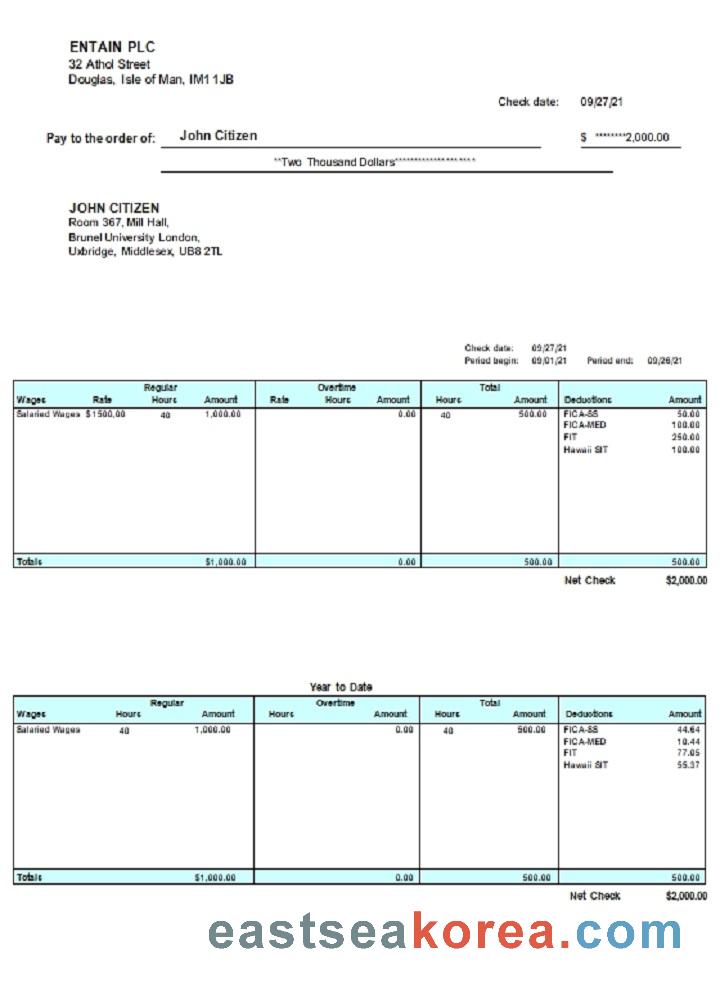 ENTAIN PLC
32 Athol Street
Douglas, Isle of Man, IM1 1JB
Check date: 09/27/21
Pay to the order of: John Citizen $ ********2,000.00
**Two Thousand Dollars********************
JOHN CITIZEN
Room 367, Mill Hall,
Brunel University London,
Uxbridge, Middlesex, UB8 2TL
Check date: 09/27/21
Period begin: 09/01/21 Period end: 09/26/21
Regular Overtime Total
Wages Rate Hours Amount Rate Hours Amount Hours Amount Deductions Amount
Salaried Wages $1500.00 40 1,000.00 0.00 40 500.00 FICA-SS 50.00
FICA-MED 100.00
FIT 250.00
Hawaii SIT 100.00
Totals $1,000.00 0.00 500.00 500.00
Net Check $2,000.00
Year to Date
Regular Overtime Total
Wages Hours Amount Hours Amount Hours Amount Deductions Amount
Salaried Wages 40 1,000.00 0.00 40 500.00 FICA-SS 44.64
FICA-MED 10.44
FIT 77.05
Hawaii SIT 55.37
Totals $1,000.00 0.00 500.00 500.00
Net Check $2,000.00
eastseakorea.com